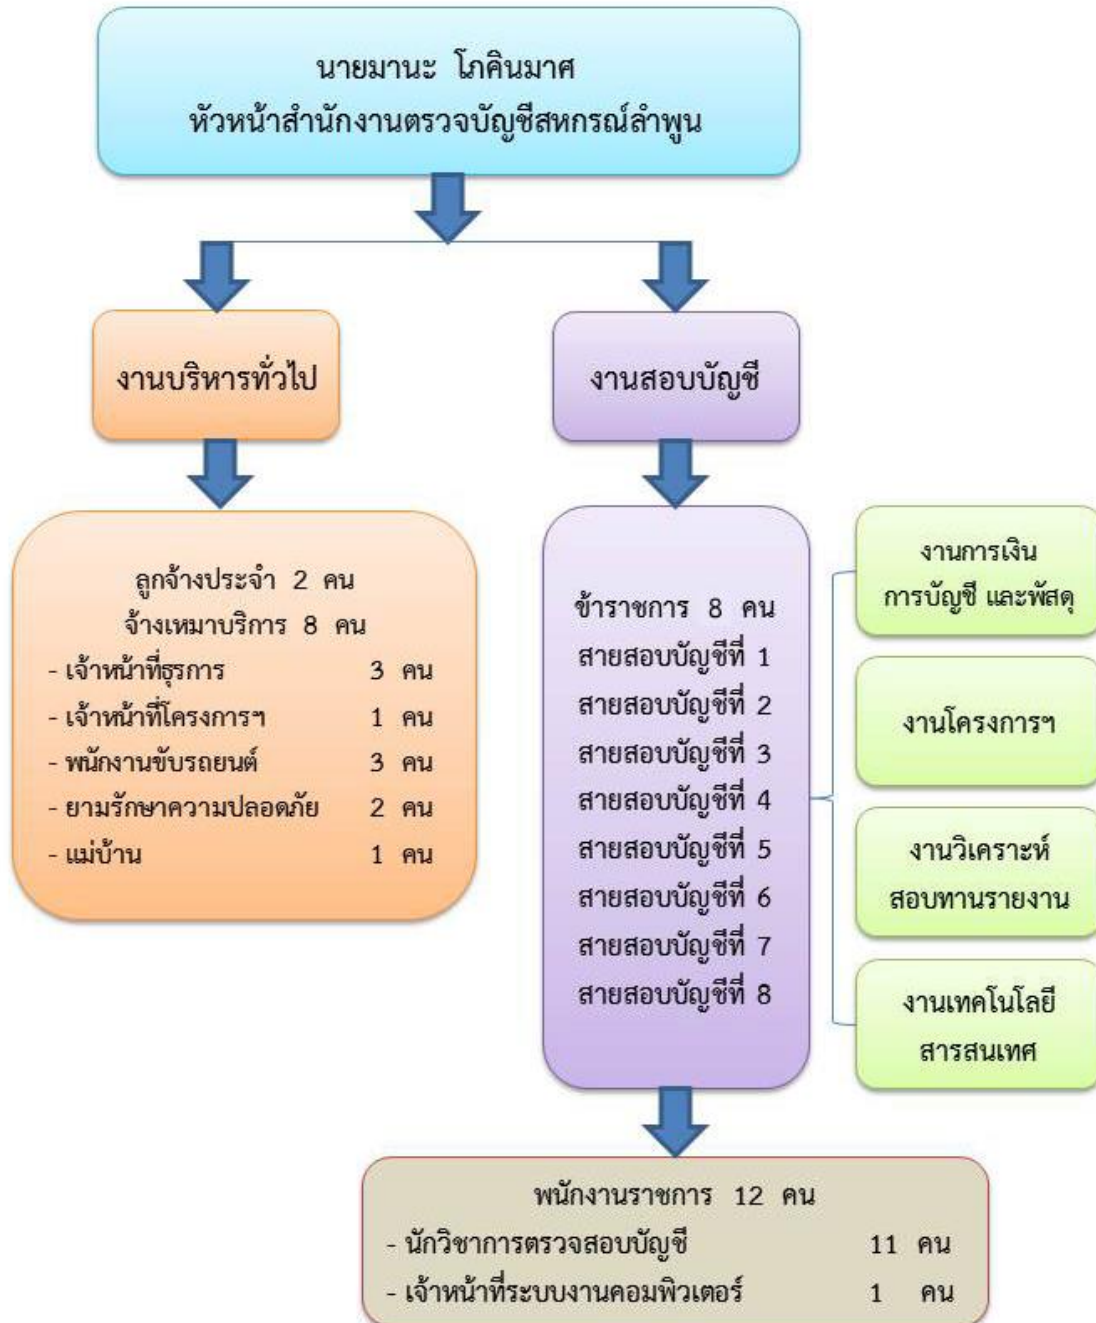 นายมานะ โภคินมาศ
หัวหน้าสำนักงานตรวจบัญชีสหกรณ์ลำพูน
งานบริหารทั่วไป
งานสอบบัญชี
ลูกจ้างประจำ 2 คน
จ้างเหมาบริการ 8 คน
- เจ้าหน้าที่ธุรการ 3 คน
- เจ้าหน้าที่โครงการฯ 1 คน
- พนักงานขับรถยนต์ 3 คน
- ยามรักษาความปลอดภัย 2 คน
- แม่บ้าน 1 คน
ข้าราชการ 8 คน
สายสอบบัญชีที่ 1
สายสอบบัญชีที่ 2
สายสอบบัญชีที่ 3
สายสอบบัญชีที่ 4
สายสอบบัญชีที่ 5
สายสอบบัญชีที่ 6
สายสอบบัญชีที่ 7
สายสอบบัญชีที่ 8
งานการเงิน
การบัญชี และพัสดุ
งานโครงการฯ
งานวิเคราะห์
สอบทานรายงาน
งานเทคโนโลยี
สารสนเทศ
พนักงานราชการ 12 คน
- นักวิชาการตรวจสอบบัญชี 11 คน
- เจ้าหน้าที่ระบบงานคอมพิวเตอร์ 1 คน